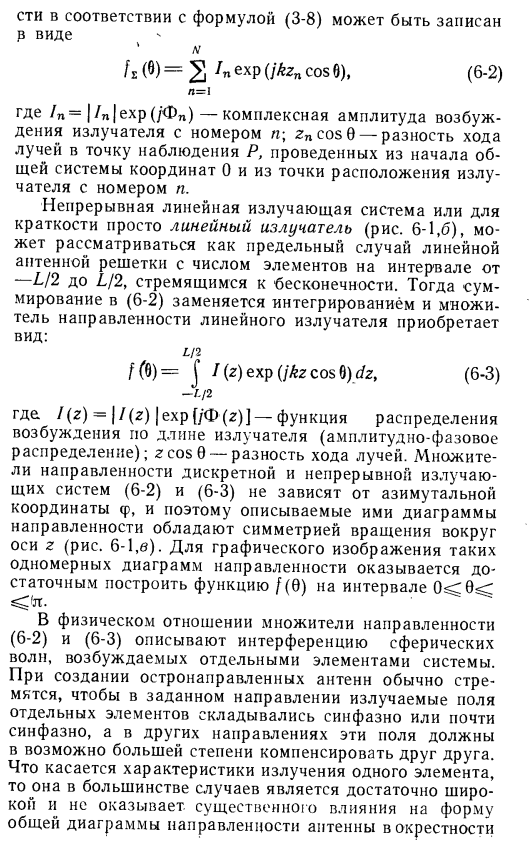 сти в соответствии с формулой (3-8) может быть записан
в виде
f_Σ (θ) = Σ_{n=1}^{N} I_n exp (jkz_n cos θ), (6-2)
где I_n = |I_n| exp (jΦ_n) — комплексная амплитуда возбуж-
дения излучателя с номером n; z_n cos θ — разность хода
лучей в точку наблюдения P, проведенных из начала об-
щей системы координат 0 и из точки расположения излу-
чателя с номером n.
Непрерывная линейная излучающая система или для
краткости просто линейный излучатель (рис. 6-1,б), мо-
жет рассматриваться как предельный случай линейной
антенной решетки с числом элементов на интервале от
—L/2 до L/2, стремящимся к бесконечности. Тогда сум-
мирование в (6-2) заменяется интегрированием и множи-
тель направленности линейного излучателя приобретает
вид:
f (θ) = ∫_{—L/2}^{L/2} I (z) exp (jkz cos θ) dz, (6-3)
где I (z) = | I (z) | exp [jΦ (z)] — функция распределения
возбуждения по длине излучателя (амплитудно-фазовое
распределение); z cos θ — разность хода лучей. Множите-
ли направленности дискретной и непрерывной излучаю-
щих систем (6-2) и (6-3) не зависят от азимутальной
координаты φ, и поэтому описываемые ими диаграммы
направленности обладают симметрией вращения вокруг
оси z (рис. 6-1,в). Для графического изображения таких
одномерных диаграмм направленности оказывается до-
статочным построить функцию f (θ) на интервале 0⩽θ⩽
⩽π.
В физическом отношении множители направленности
(6-2) и (6-3) описывают интерференцию сферических
волн, возбуждаемых отдельными элементами системы.
При создании остронаправленных антенн обычно стре-
мятся, чтобы в заданном направлении излучаемые поля
отдельных элементов складывались синфазно или почти
синфазно, а в других направлениях эти поля должны
в возможно большей степени компенсировать друг друга.
Что касается характеристики излучения одного элемента,
то она в большинстве случаев является достаточно широ-
кой и не оказывает существенного влияния на форму
общей диаграммы направленности антенны в окрестности